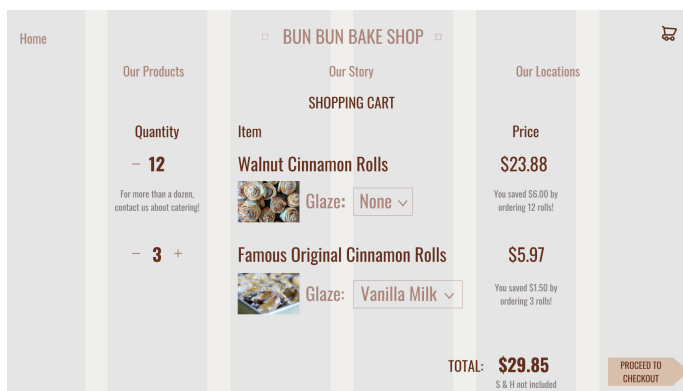 Home
BUN BUN BAKE SHOP
Our Products
Our Story
Our Locations
SHOPPING CART
Quantity
Item
Price
− 12
Walnut Cinnamon Rolls
$23.88
For more than a dozen,
contact us about catering!
Glaze:
None
You saved $6.00 by
ordering 12 rolls!
− 3 +
Famous Original Cinnamon Rolls
$5.97
Glaze:
Vanilla Milk
You saved $1.50 by
ordering 3 rolls!
TOTAL:
$29.85
S & H not included
PROCEED TO
CHECKOUT